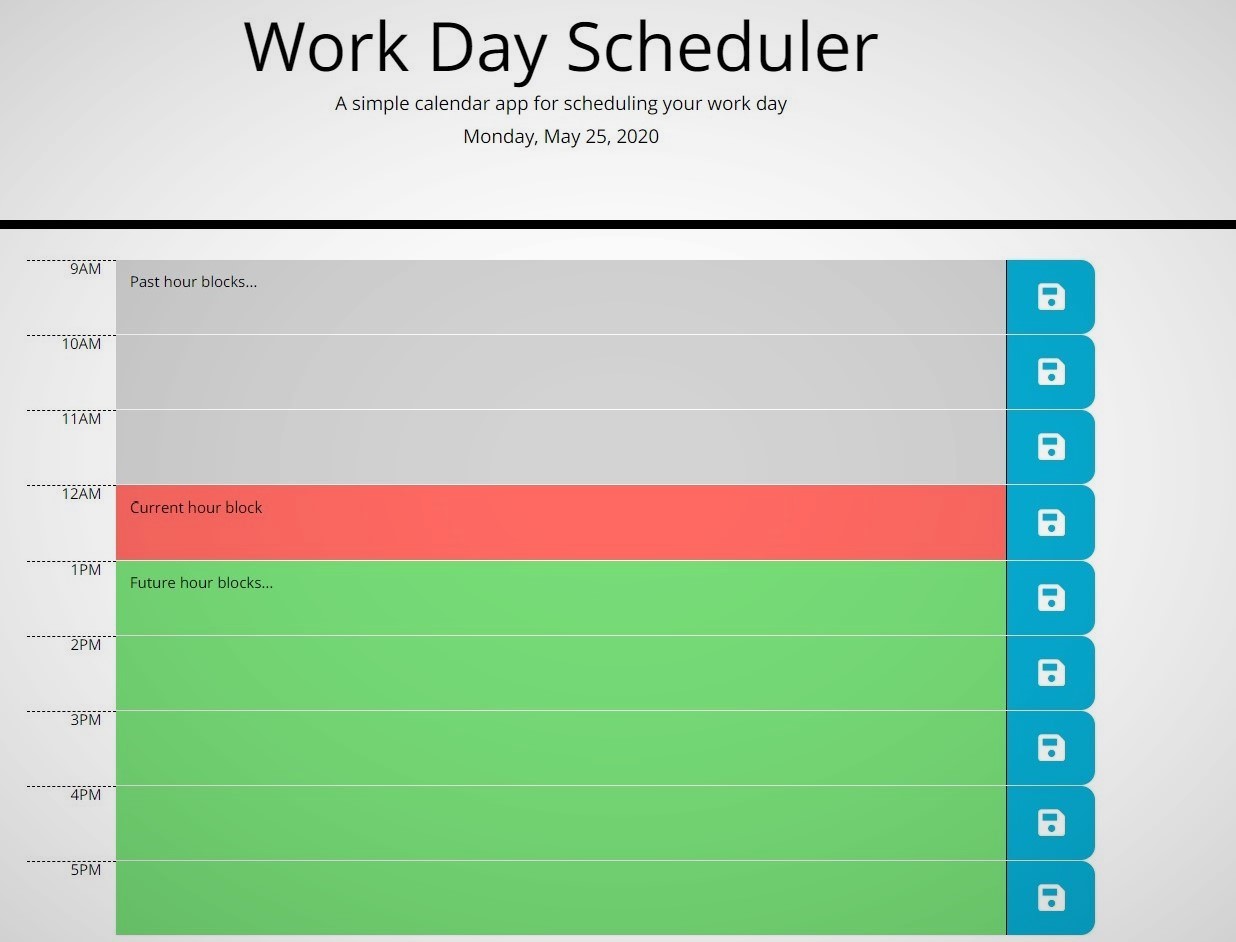 Work Day Scheduler
A simple calendar app for scheduling your work day
Monday, May 25, 2020
9AM
Past hour blocks...
10AM
11AM
12AM
Current hour block
1PM
Future hour blocks...
2PM
3PM
4PM
5PM